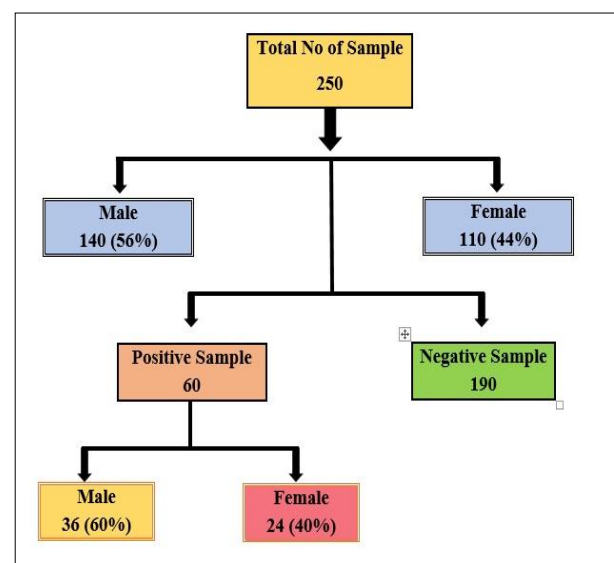 Total No of Sample
250
Male
140 (56%)
Female
110 (44%)
Positive Sample
60
Negative Sample
190
Male
36 (60%)
Female
24 (40%)